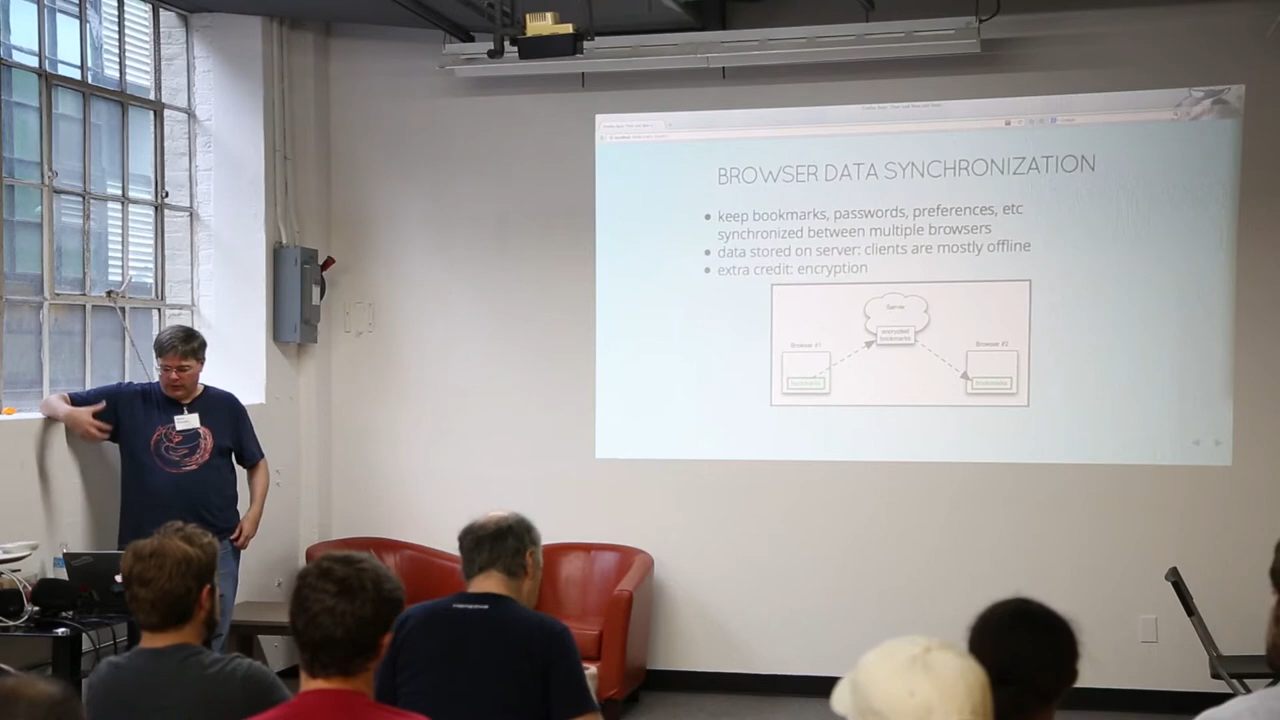 BROWSER DATA SYNCHRONIZATION
keep bookmarks, passwords, preferences, etc
synchronized between multiple browsers
data stored on server: clients are mostly offline
extra credit: encryption
Server
encrypted
bookmarks
Browser #1
Browser #2
bookmarks
bookmarks